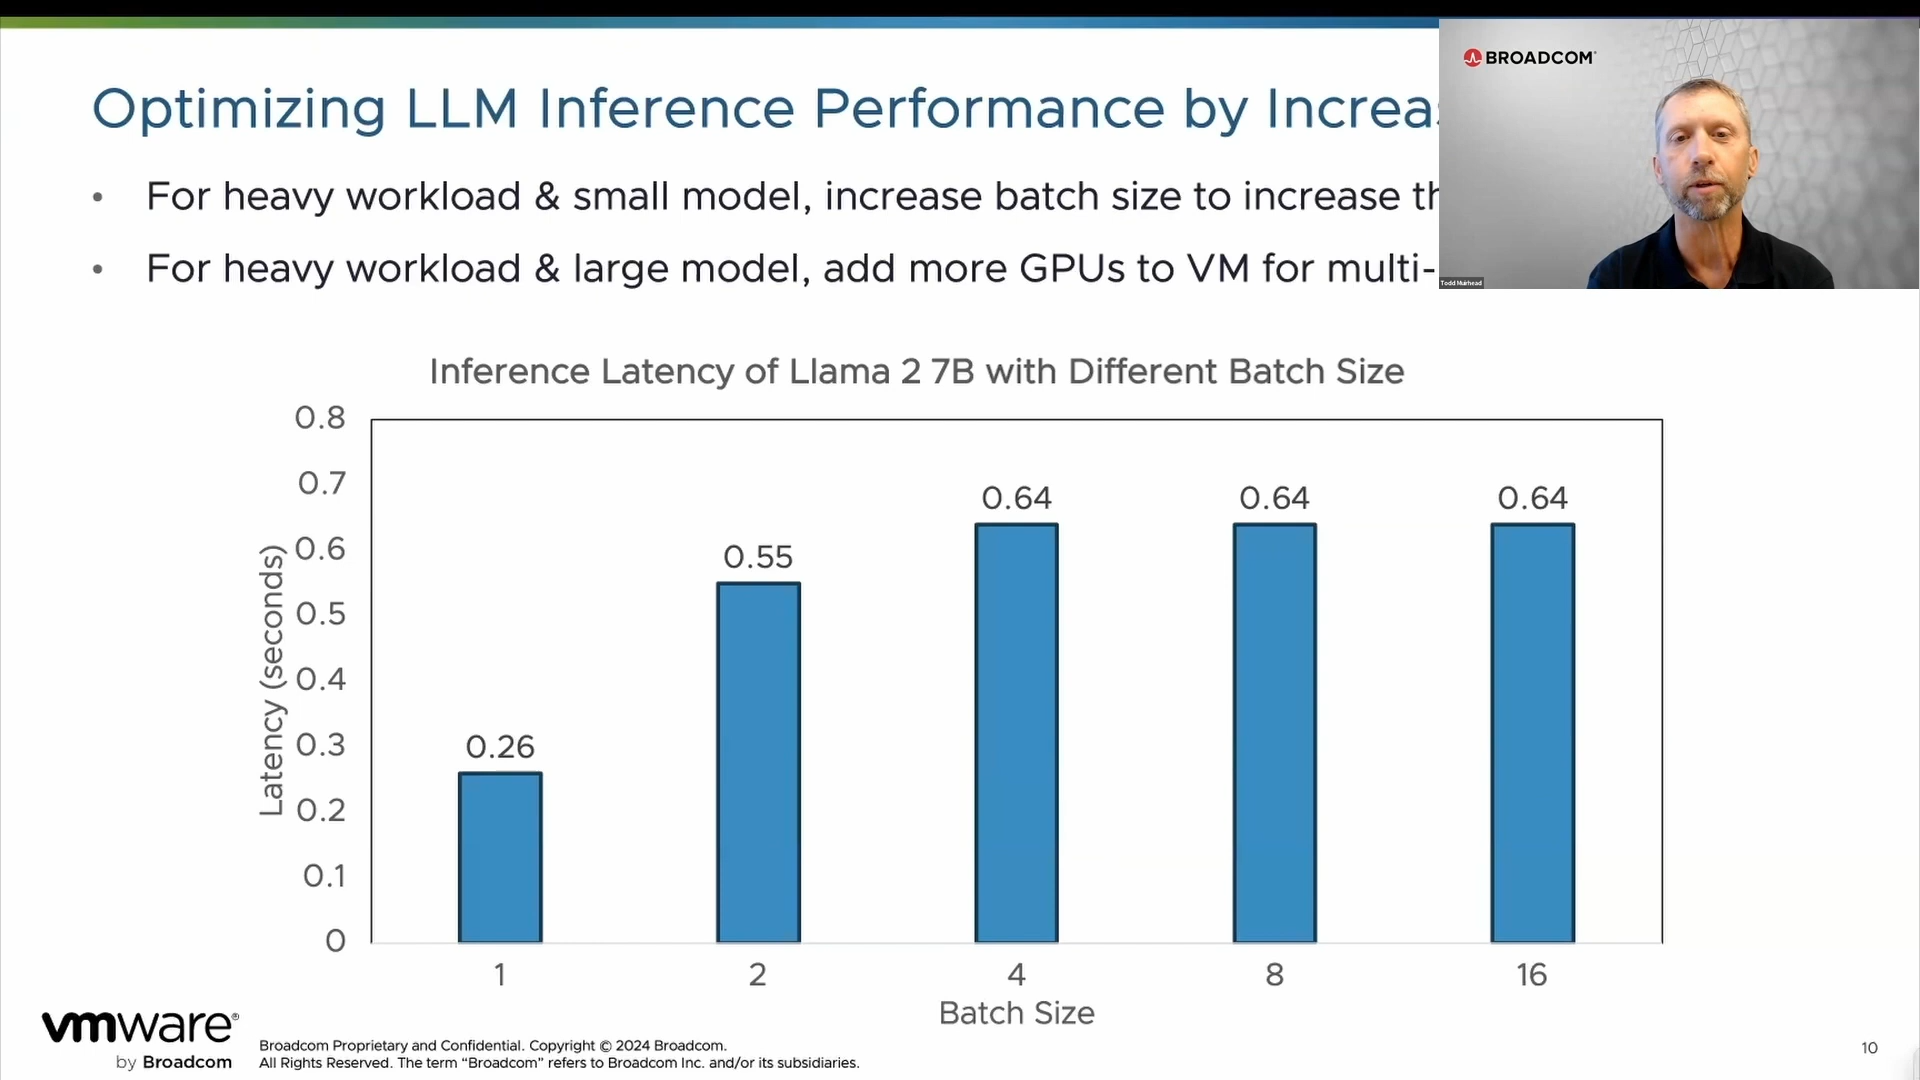 BROADCOM
Optimizing LLM Inference Performance by
• For heavy workload & small model, increase batch size to increase
• For heavy workload & large model, add more GPUs to VM for multi-
Todd Muirhead
Inference Latency of Llama 2 7B with Different Batch Size
0.8
0.7
0.6
0.5
0.4
0.3
0.2
0.1
0
Latency (seconds)
0.26
0.55
0.64
0.64
0.64
1
2
4
8
16
Batch Size
vmware®
by Broadcom
Broadcom Proprietary and Confidential. Copyright © 2024 Broadcom.
All Rights Reserved. The term “Broadcom” refers to Broadcom Inc. and/or its subsidiaries.
10